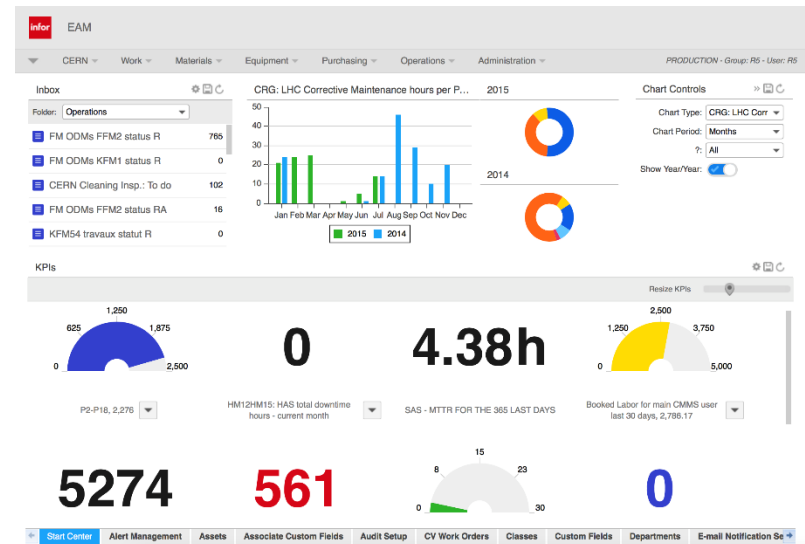 infor EAM
CERN Work Materials Equipment Purchasing Operations Administration PRODUCTION - Group: R5 - User: R5
Inbox
Folder: Operations
FM ODMs FFM2 status R 765
FM ODMs KFM1 status R 0
CERN Cleaning Insp.: To do 102
FM ODMs FFM2 status RA 16
KFM54 travaux statut R 0
CRG: LHC Corrective Maintenance hours per P...
50
40
30
20
10
0
Jan Feb Mar Apr May Jun Jul Aug Sep Oct Nov Dec
2015 2014
2015
2014
Chart Controls
Chart Type: CRG: LHC Corr
Chart Period: Months
?: All
Show Year/Year:
KPIs
Resize KPIs
0 625 1,250 1,875 2,500
P2-P18, 2,276
0
HM12HM15: HAS total downtime
hours - current month
4.38h
SAS - MTTR FOR THE 365 LAST DAYS
0 1,250 2,500 3,750 5,000
Booked Labor for main CMMS user
last 30 days, 2,786.17
5274
561
0 8 15 23 30
0
Start Center Alert Management Assets Associate Custom Fields Audit Setup CV Work Orders Classes Custom Fields Departments E-mail Notification Se